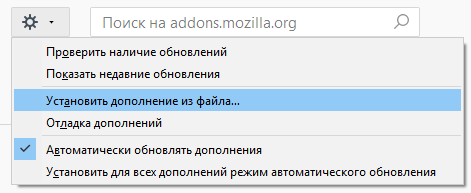 Поиск на addons.mozilla.org
Проверить наличие обновлений
Показать недавние обновления
Установить дополнение из файла...
Отладка дополнений
Автоматически обновлять дополнения
Установить для всех дополнений режим автоматического обновления